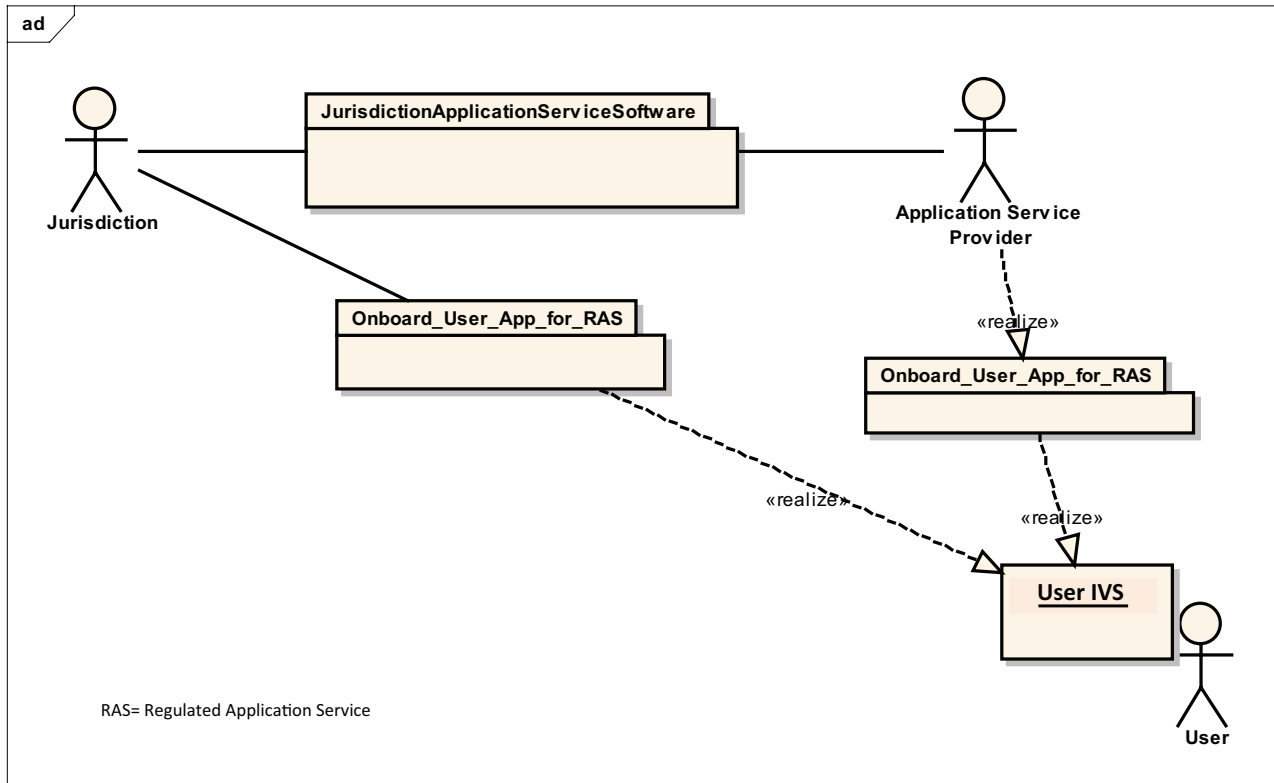 ad
JurisdictionApplicationServiceSoftware
Jurisdiction
Application Service
Provider
Onboard_User_App_for_RAS
«realize»
Onboard_User_App_for_RAS
«realize»
«realize»
User IVS
RAS= Regulated Application Service
User